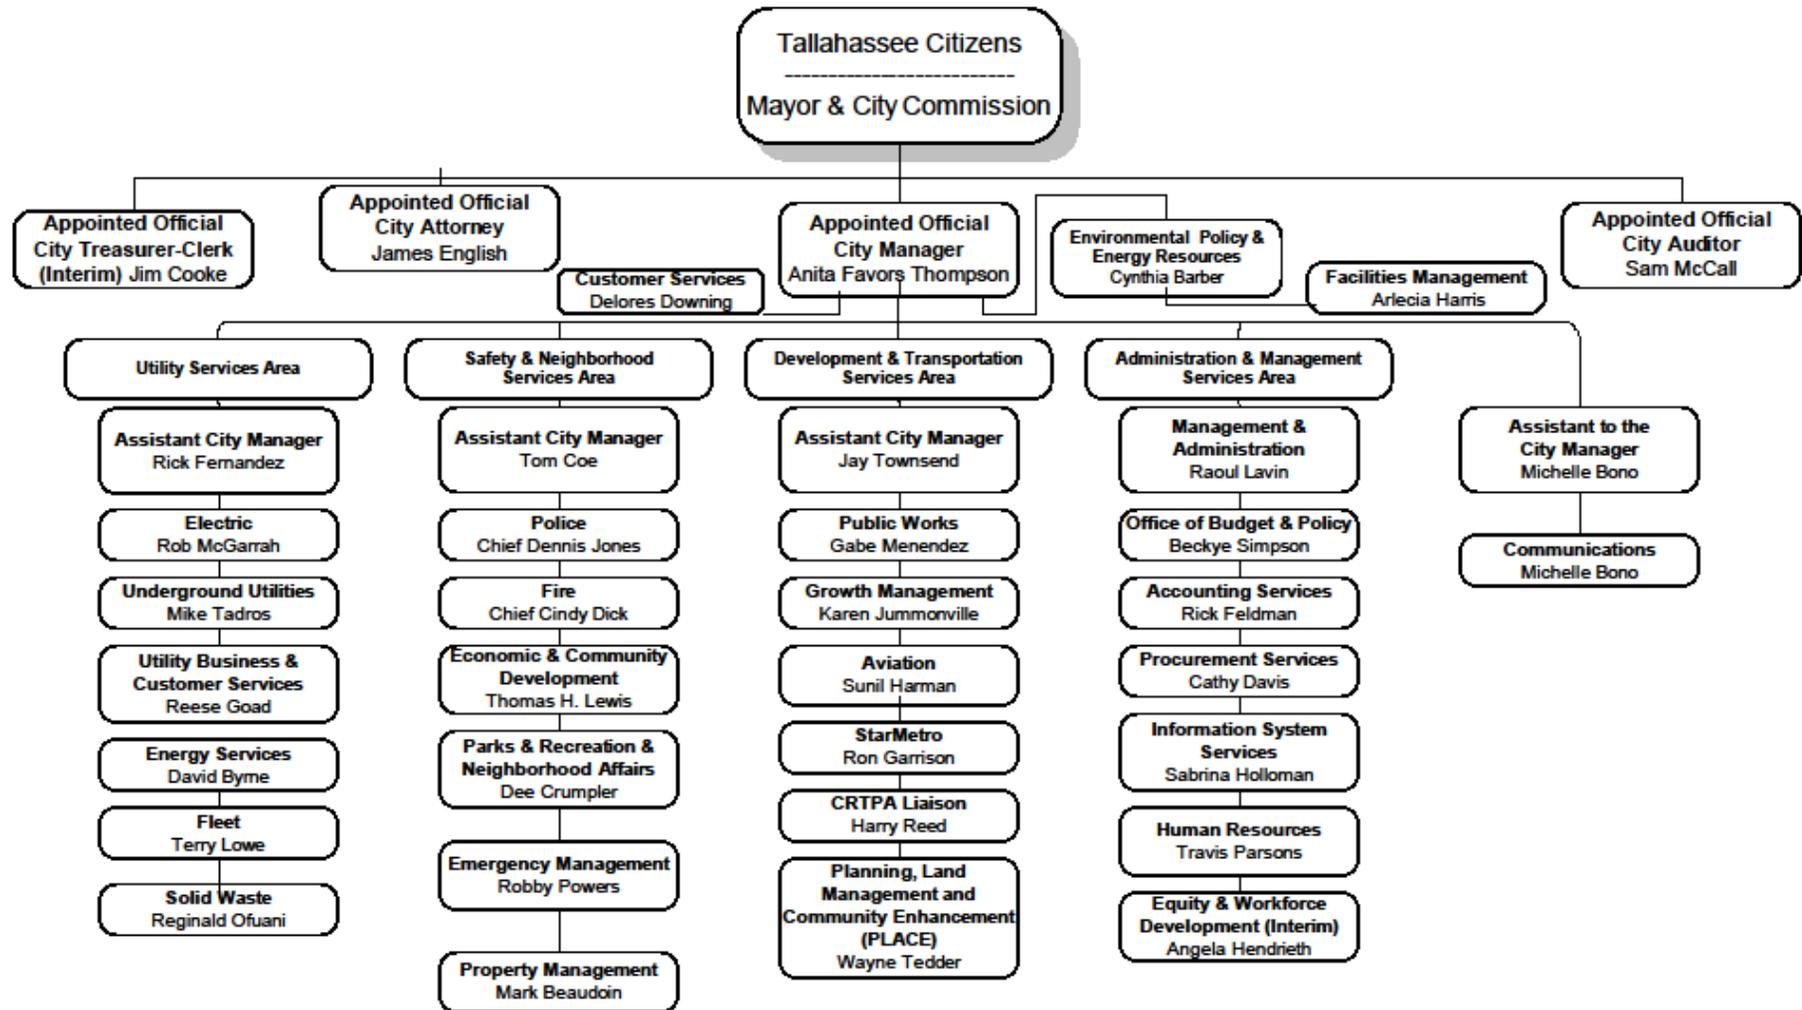 Tallahassee Citizens
--------------------------
Mayor & City Commission
Appointed Official
City Treasurer-Clerk
(Interim) Jim Cooke
Appointed Official
City Attorney
James English
Appointed Official
City Manager
Anita Favors Thompson
Environmental Policy &
Energy Resources
Cynthia Barber
Appointed Official
City Auditor
Sam McCall
Customer Services
Delores Downing
Facilities Management
Arlecia Harris
Utility Services Area
Assistant City Manager
Rick Fernandez
Electric
Rob McGarrah
Underground Utilities
Mike Tadros
Utility Business &
Customer Services
Reese Goad
Energy Services
David Byrne
Fleet
Terry Lowe
Solid Waste
Reginald Ofuani
Safety & Neighborhood
Services Area
Assistant City Manager
Tom Coe
Police
Chief Dennis Jones
Fire
Chief Cindy Dick
Economic & Community
Development
Thomas H. Lewis
Parks & Recreation &
Neighborhood Affairs
Dee Crumpler
Emergency Management
Robby Powers
Property Management
Mark Beaudoin
Development & Transportation
Services Area
Assistant City Manager
Jay Townsend
Public Works
Gabe Menendez
Growth Management
Karen Jummonville
Aviation
Sunil Harman
StarMetro
Ron Garrison
CRTPA Liaison
Harry Reed
Planning, Land
Management and
Community Enhancement
(PLACE)
Wayne Tedder
Administration & Management
Services Area
Management &
Administration
Raoul Lavin
Office of Budget & Policy
Beckye Simpson
Accounting Services
Rick Feldman
Procurement Services
Cathy Davis
Information System
Services
Sabrina Holloman
Human Resources
Travis Parsons
Equity & Workforce
Development (Interim)
Angela Hendrieth
Assistant to the
City Manager
Michelle Bono
Communications
Michelle Bono